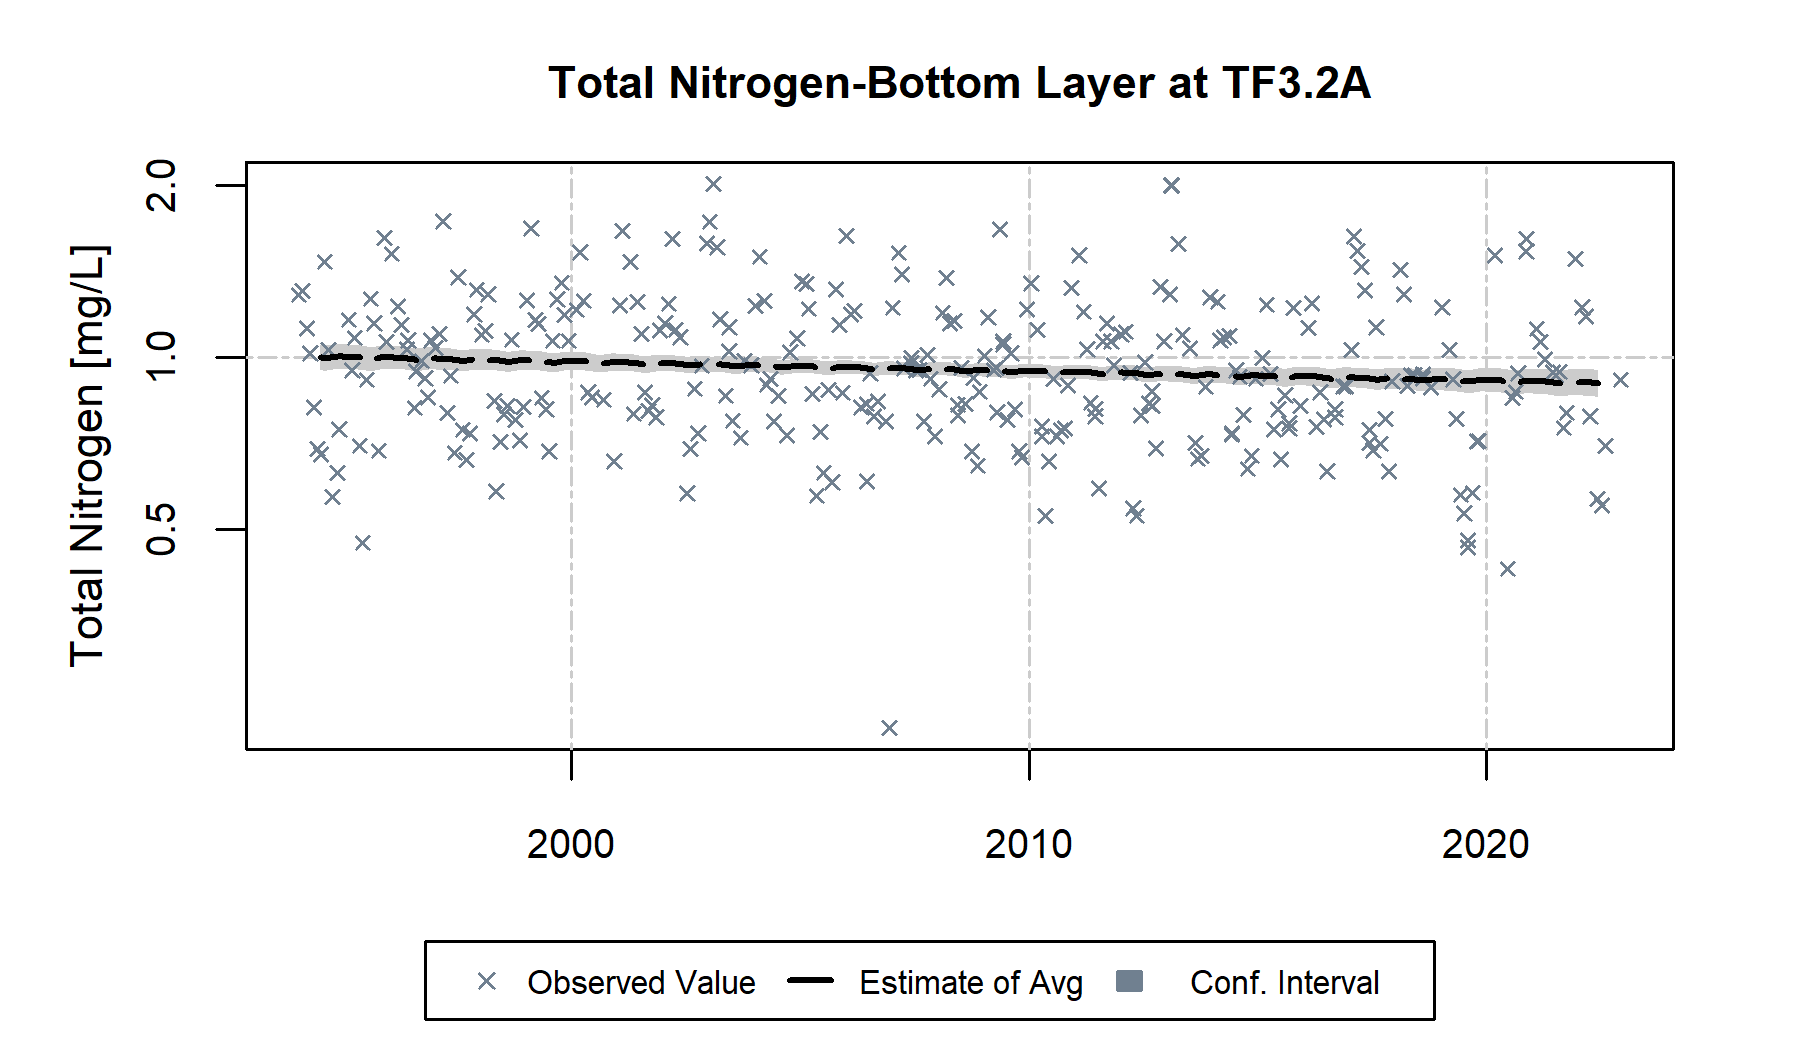 Total Nitrogen-Bottom Layer at TF3.2A
Total Nitrogen [mg/L]
2.0
1.0
0.5
2000 2010 2020
Observed Value Estimate of Avg Conf. Interval